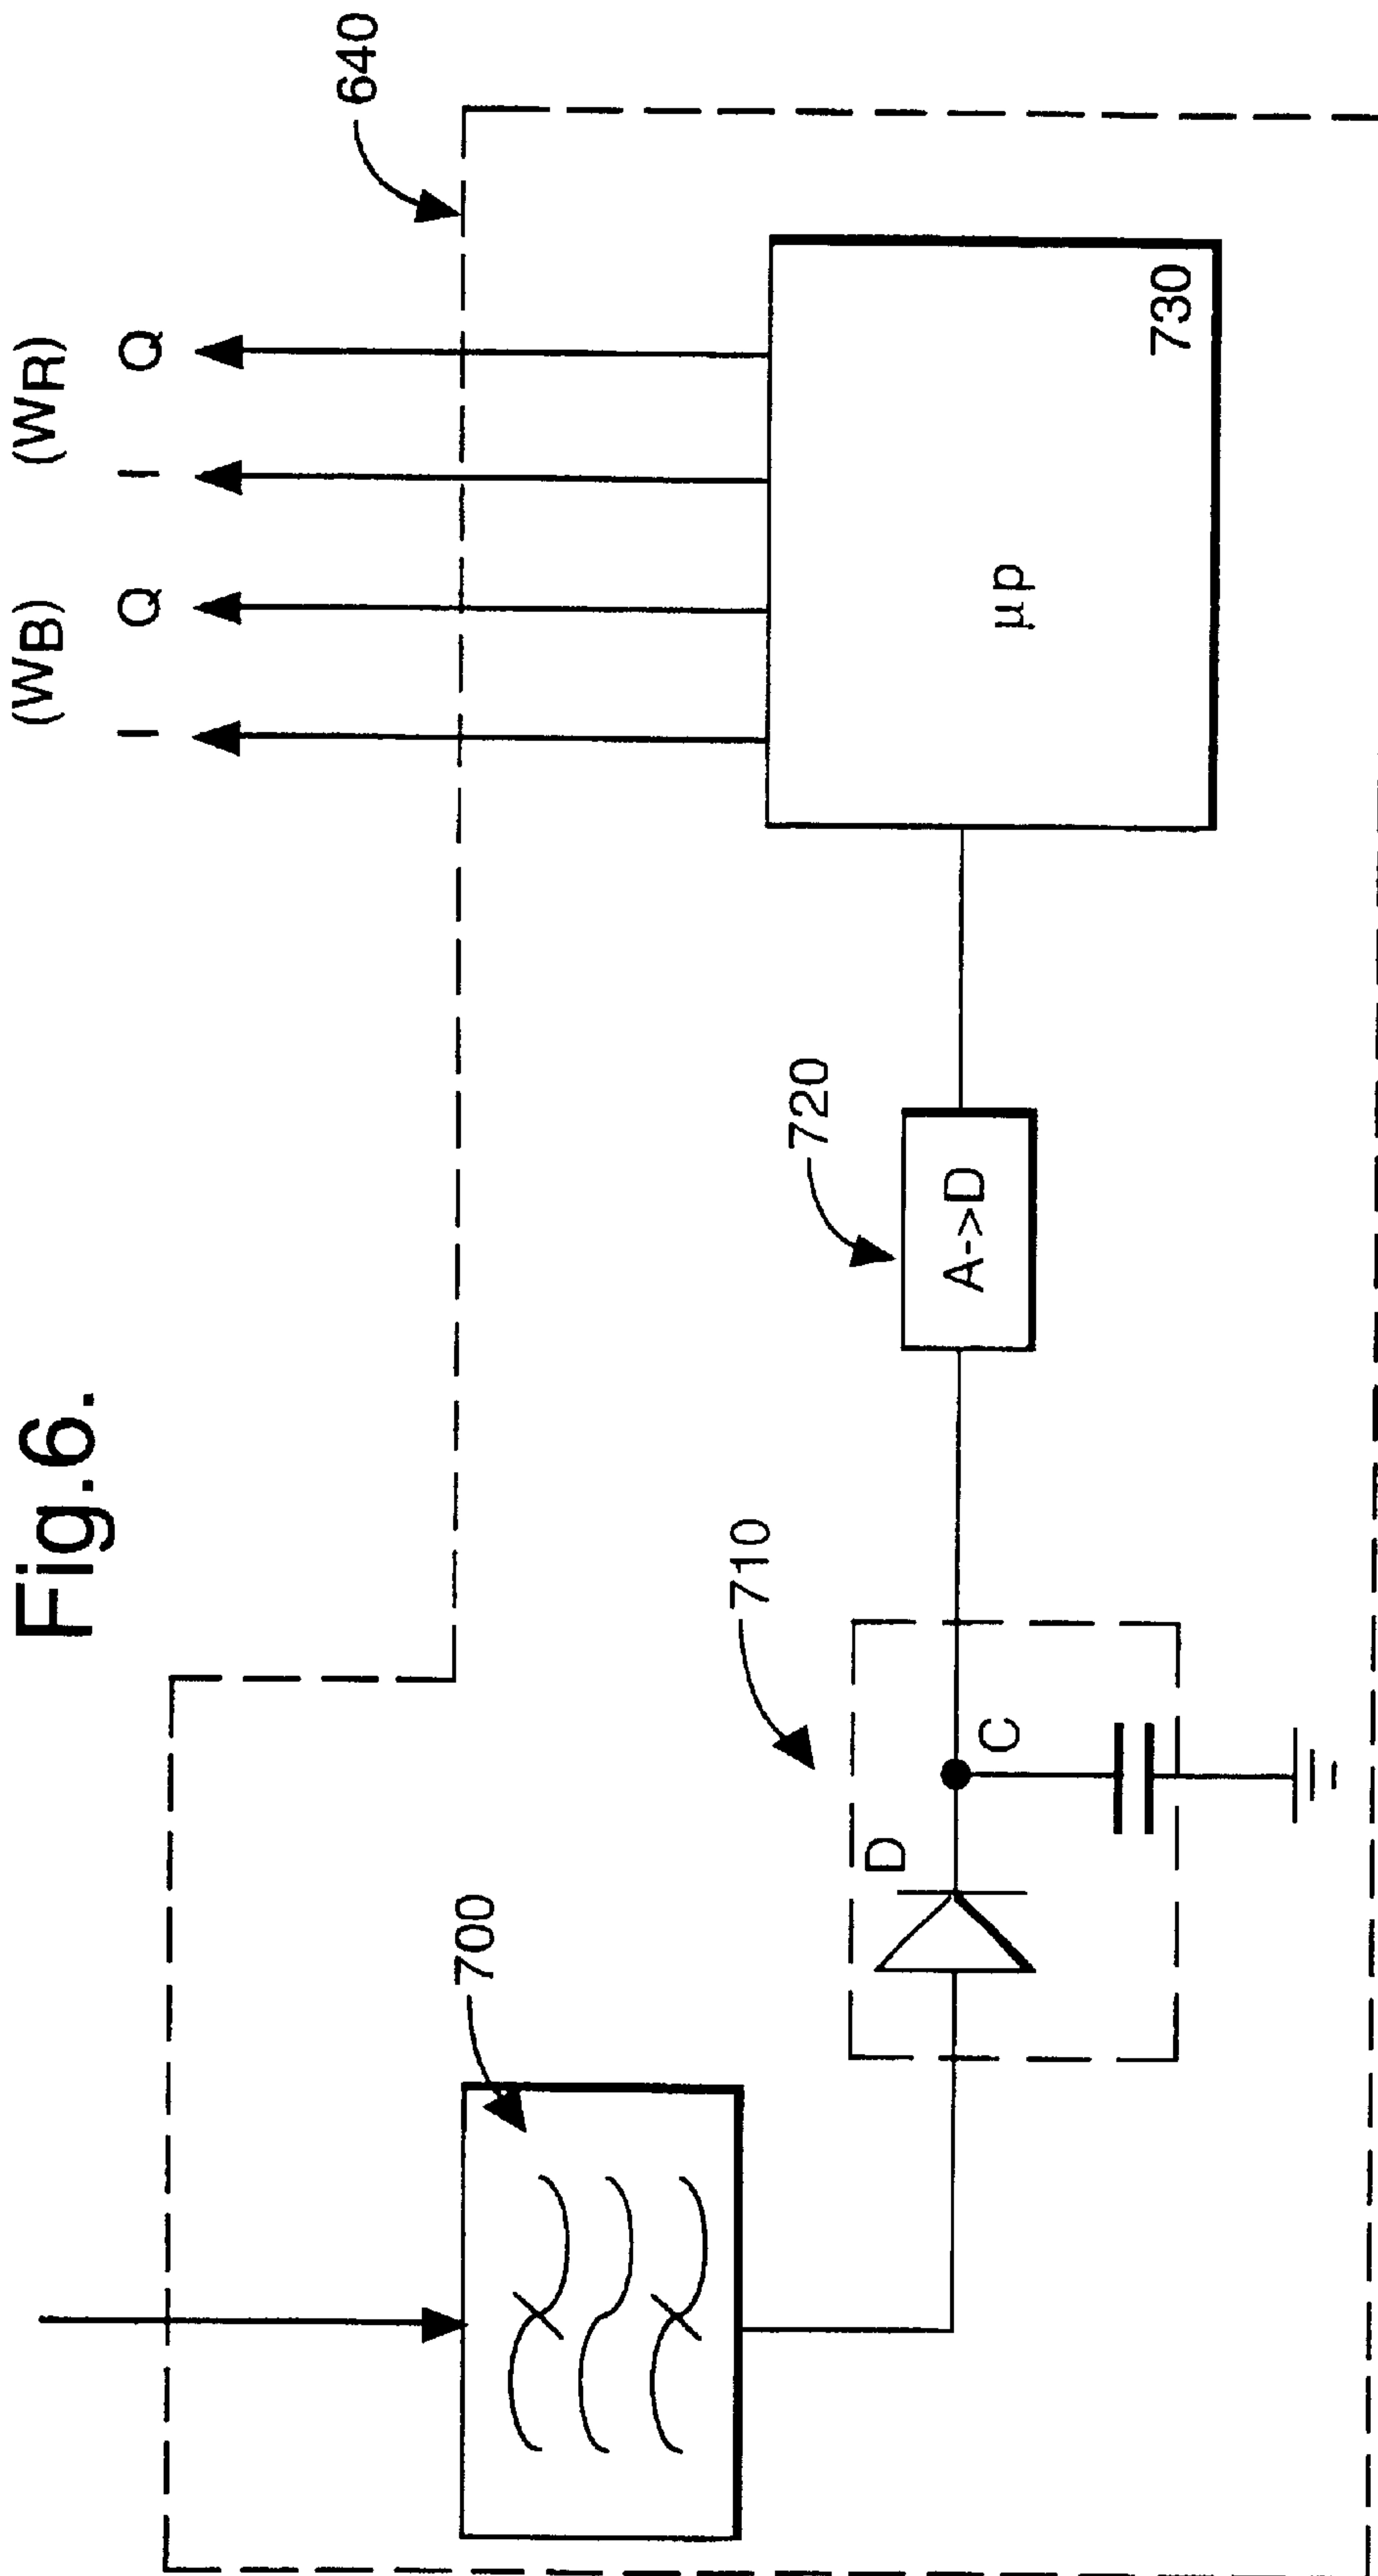 Fig.6.
(WB) (WR)
I Q I Q
640
700
710
D
C
720
A->D
µp
730